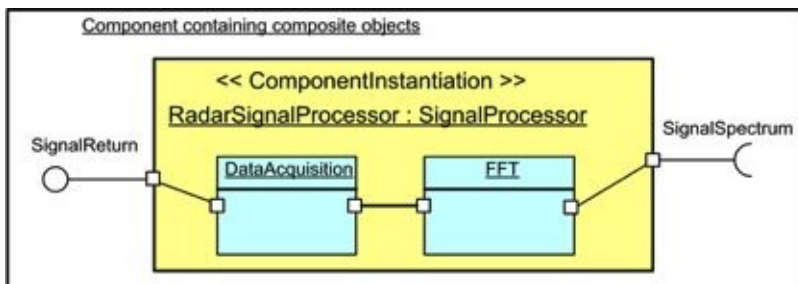 Component containing composite objects
<< ComponentInstantiation >>
RadarSignalProcessor : SignalProcessor
SignalReturn
SignalSpectrum
DataAcquisition
FFT